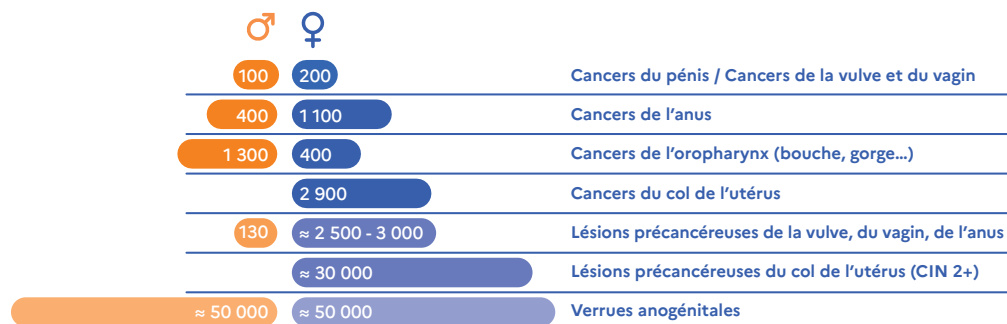 ♂ ♀
100 200 Cancers du pénis / Cancers de la vulve et du vagin
400 1 100 Cancers de l'anus
1 300 400 Cancers de l'oropharynx (bouche, gorge...)
2 900 Cancers du col de l'utérus
130 ≈ 2 500 - 3 000 Lésions précancéreuses de la vulve, du vagin, de l'anus
≈ 30 000 Lésions précancéreuses du col de l'utérus (CIN 2+)
≈ 50 000 ≈ 50 000 Verrues anogénitales